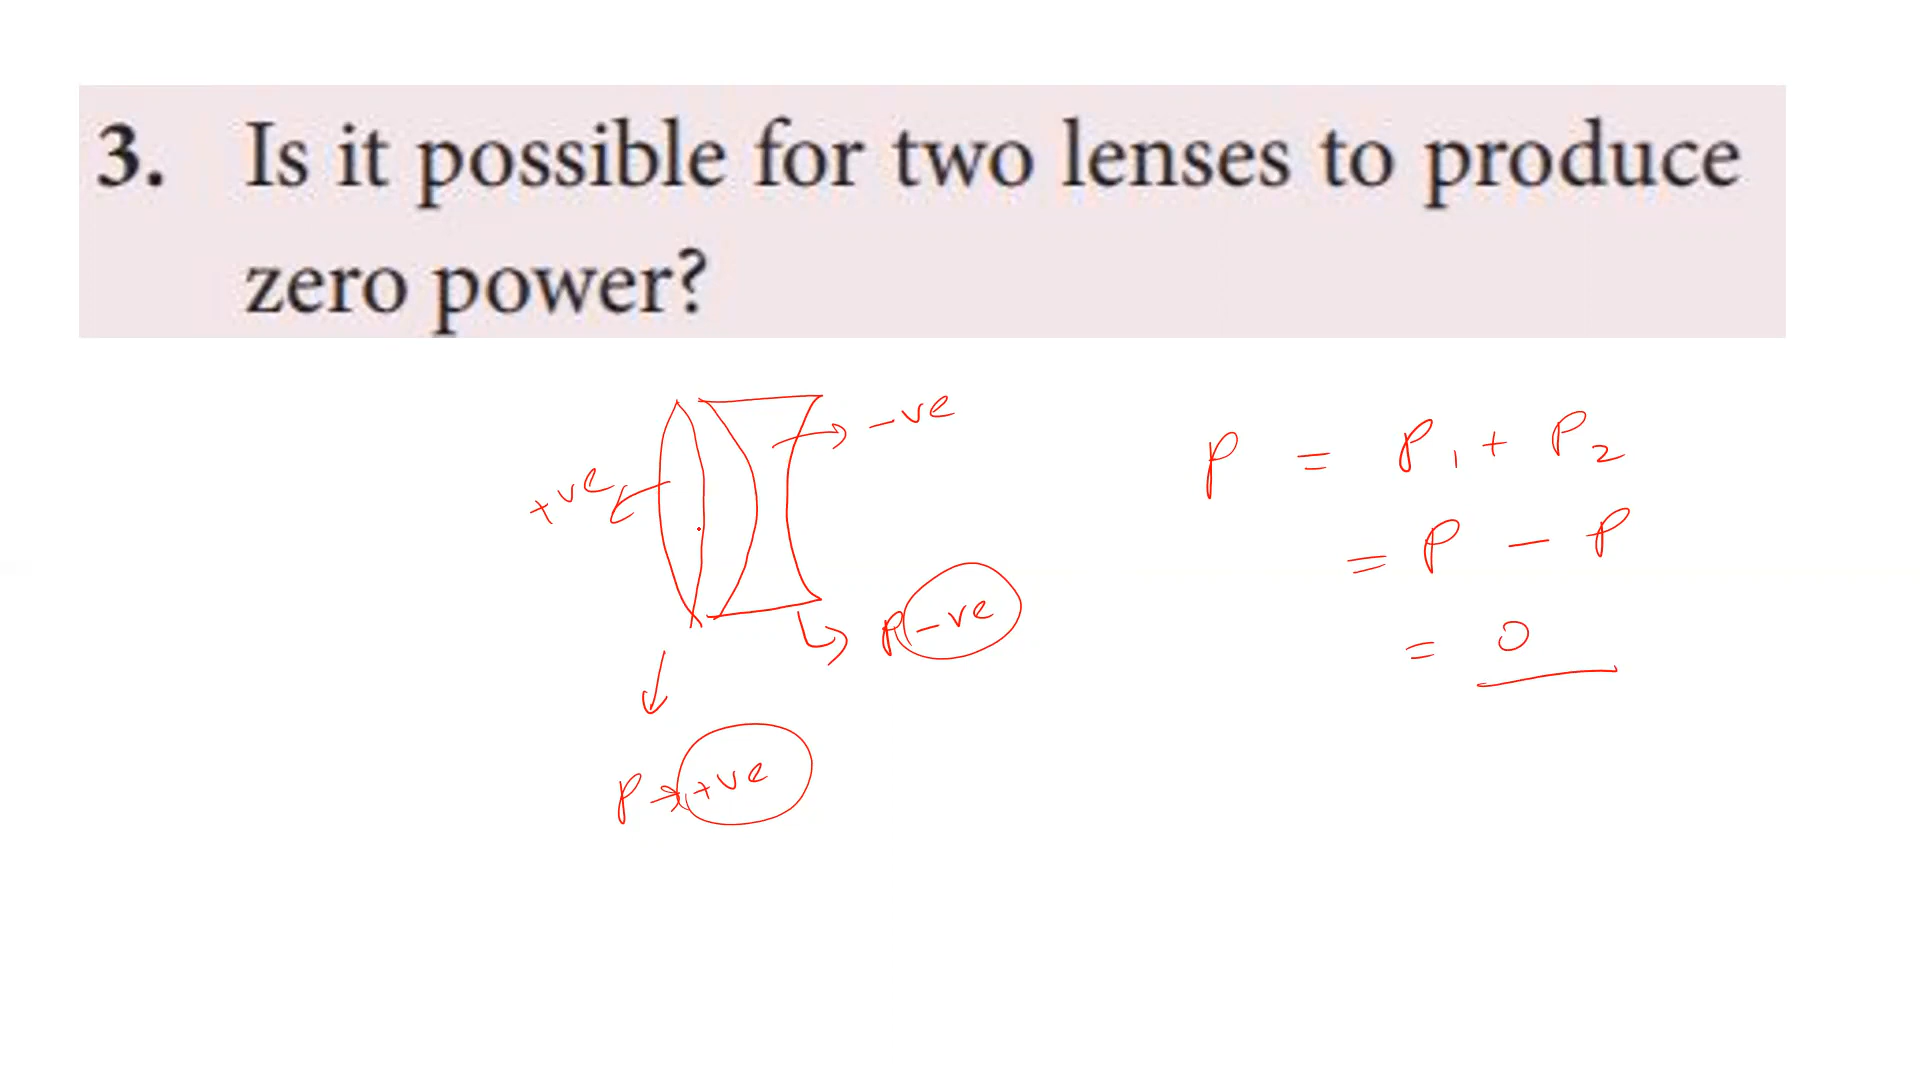 3. Is it possible for two lenses to produce
zero power?
-ve
+ve
P = P1 + P2
= P - P
P -ve
= 0
P → +ve